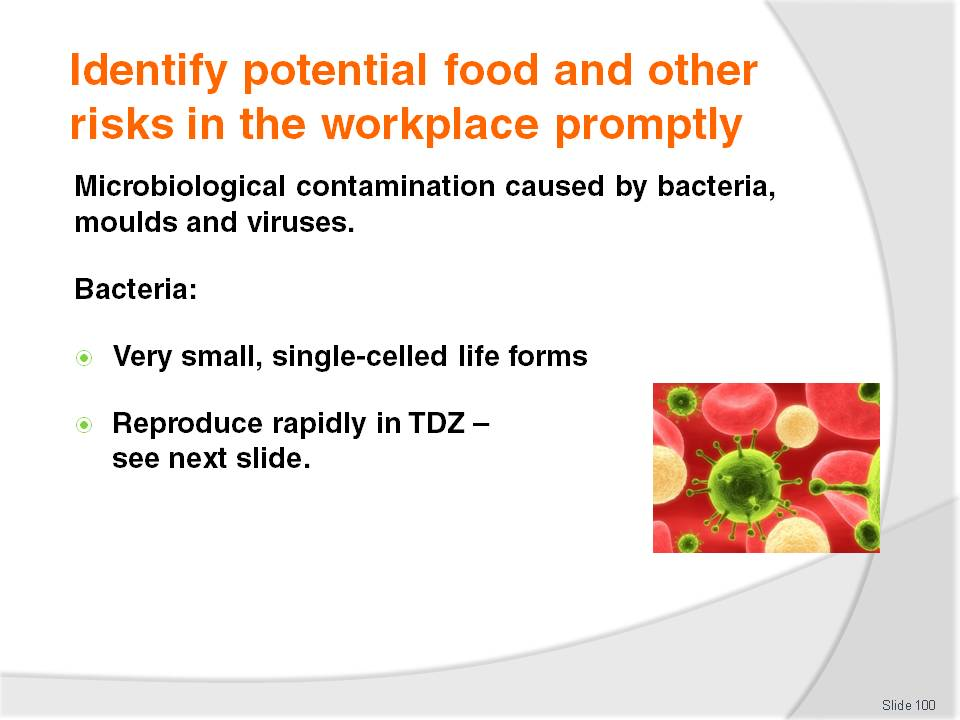 Identify potential food and other
risks in the workplace promptly
Microbiological contamination caused by bacteria,
moulds and viruses.
Bacteria:
Very small, single-celled life forms
Reproduce rapidly in TDZ –
see next slide.
Slide 100